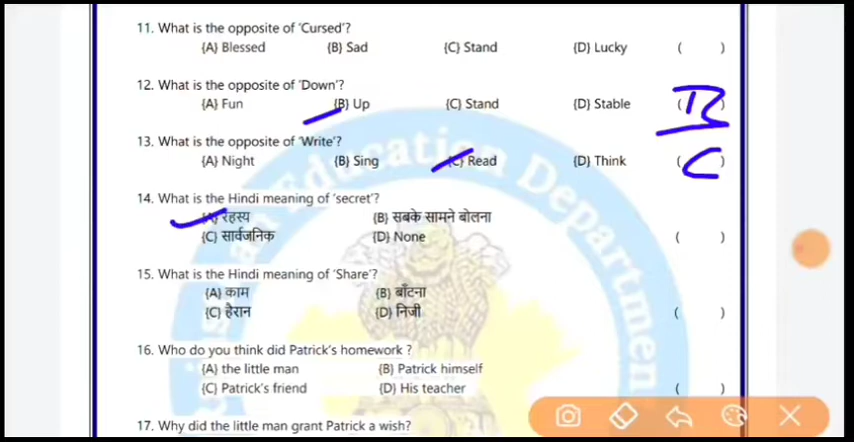 11. What is the opposite of 'Cursed'?
{A} Blessed {B} Sad {C} Stand {D} Lucky ( )
12. What is the opposite of 'Down'?
{A} Fun {B} Up {C} Stand {D} Stable ( B )
13. What is the opposite of 'Write'?
{A} Night {B} Sing {C} Read {D} Think ( C )
14. What is the Hindi meaning of 'secret'?
{A} रहस्य {B} सबके सामने बोलना
{C} सार्वजनिक {D} None ( )
15. What is the Hindi meaning of 'Share'?
{A} काम {B} बाँटना
{C} हैरान {D} निजी ( )
16. Who do you think did Patrick's homework ?
{A} the little man {B} Patrick himself
{C} Patrick's friend {D} His teacher ( )
17. Why did the little man grant Patrick a wish?
an Education Departmen